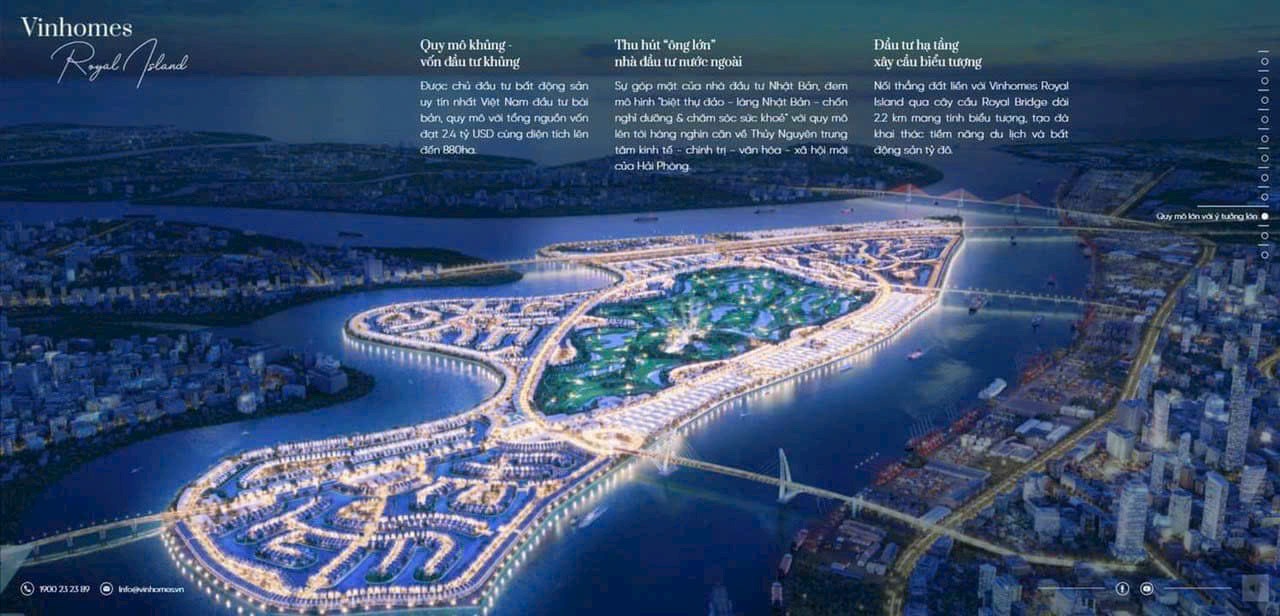 Vinhomes
Royal Island
Quy mô khủng -
vốn đầu tư khủng
Được chủ đầu tư bất động sản
uy tín nhất Việt Nam đầu tư bài
bản, quy mô với tổng nguồn vốn
đạt 2.4 tỷ USD cùng diện tích lên
đến 880ha.
Thu hút “ông lớn”
nhà đầu tư nước ngoài
Sự góp mặt của nhà đầu tư Nhật Bản, đem
mô hình “biệt thự đảo - làng Nhật Bản - chốn
nghỉ dưỡng & chăm sóc sức khoẻ” với quy mô
lên tới hàng nghìn căn về Thủy Nguyên trung
tâm kinh tế - chính trị – văn hóa – xã hội mới
của Hải Phòng.
Đầu tư hạ tầng
xây cầu biểu tượng
Nối thẳng đất liền với Vinhomes Royal
Island qua cây cầu Royal Bridge dài
2.2 km mang tính biểu tượng, tạo đà
khai thác tiềm năng du lịch và bất
động sản tỷ đô.
Quy mô lớn với ý tưởng lớn
1900 23 23 89
Info@vinhomes.vn